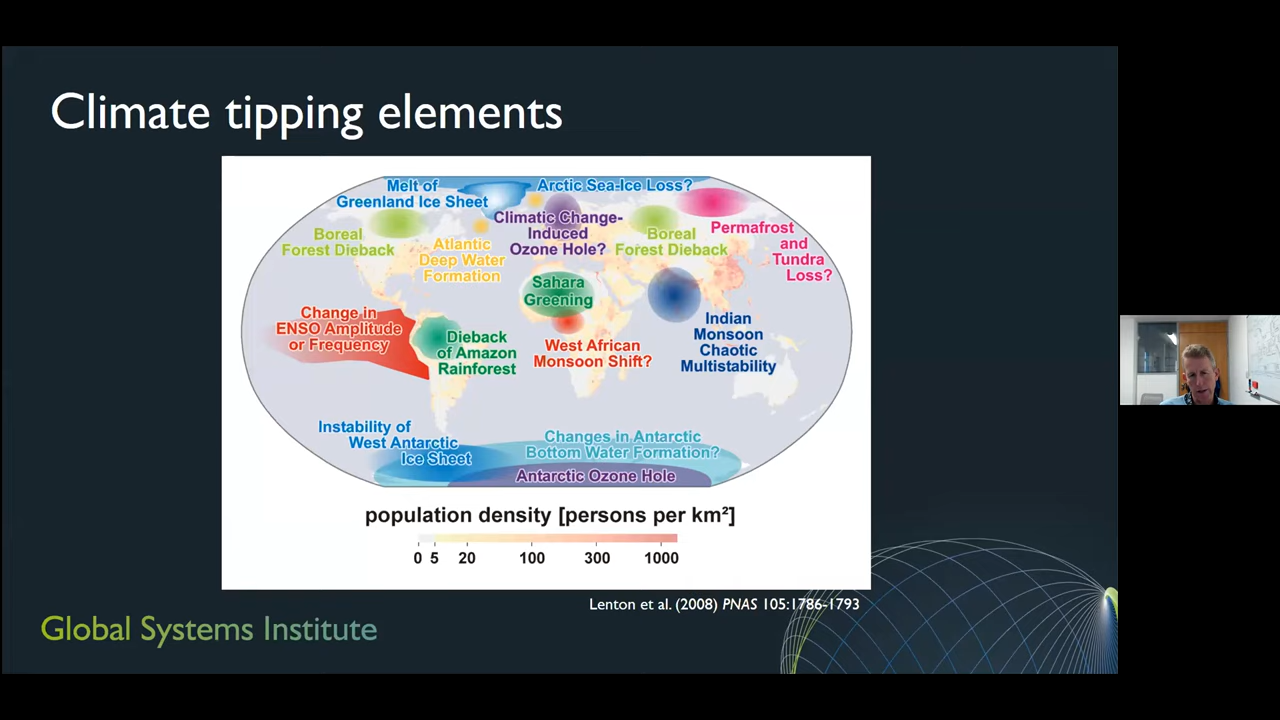 Climate tipping elements
Melt of
Greenland Ice Sheet
Arctic Sea-Ice Loss?
Climatic Change-
Induced
Ozone Hole?
Boreal
Forest Dieback
Atlantic
Deep Water
Formation
Boreal
Forest Dieback
Permafrost
and
Tundra
Loss?
Sahara
Greening
Change in
ENSO Amplitude
or Frequency
Dieback
of Amazon
Rainforest
West African
Monsoon Shift?
Indian
Monsoon
Chaotic
Multistability
Instability of
West Antarctic
Ice Sheet
Changes in Antarctic
Bottom Water Formation?
Antarctic Ozone Hole
population density [persons per km²]
0 5 20 100 300 1000
Lenton et al. (2008) PNAS 105:1786-1793
Global Systems Institute